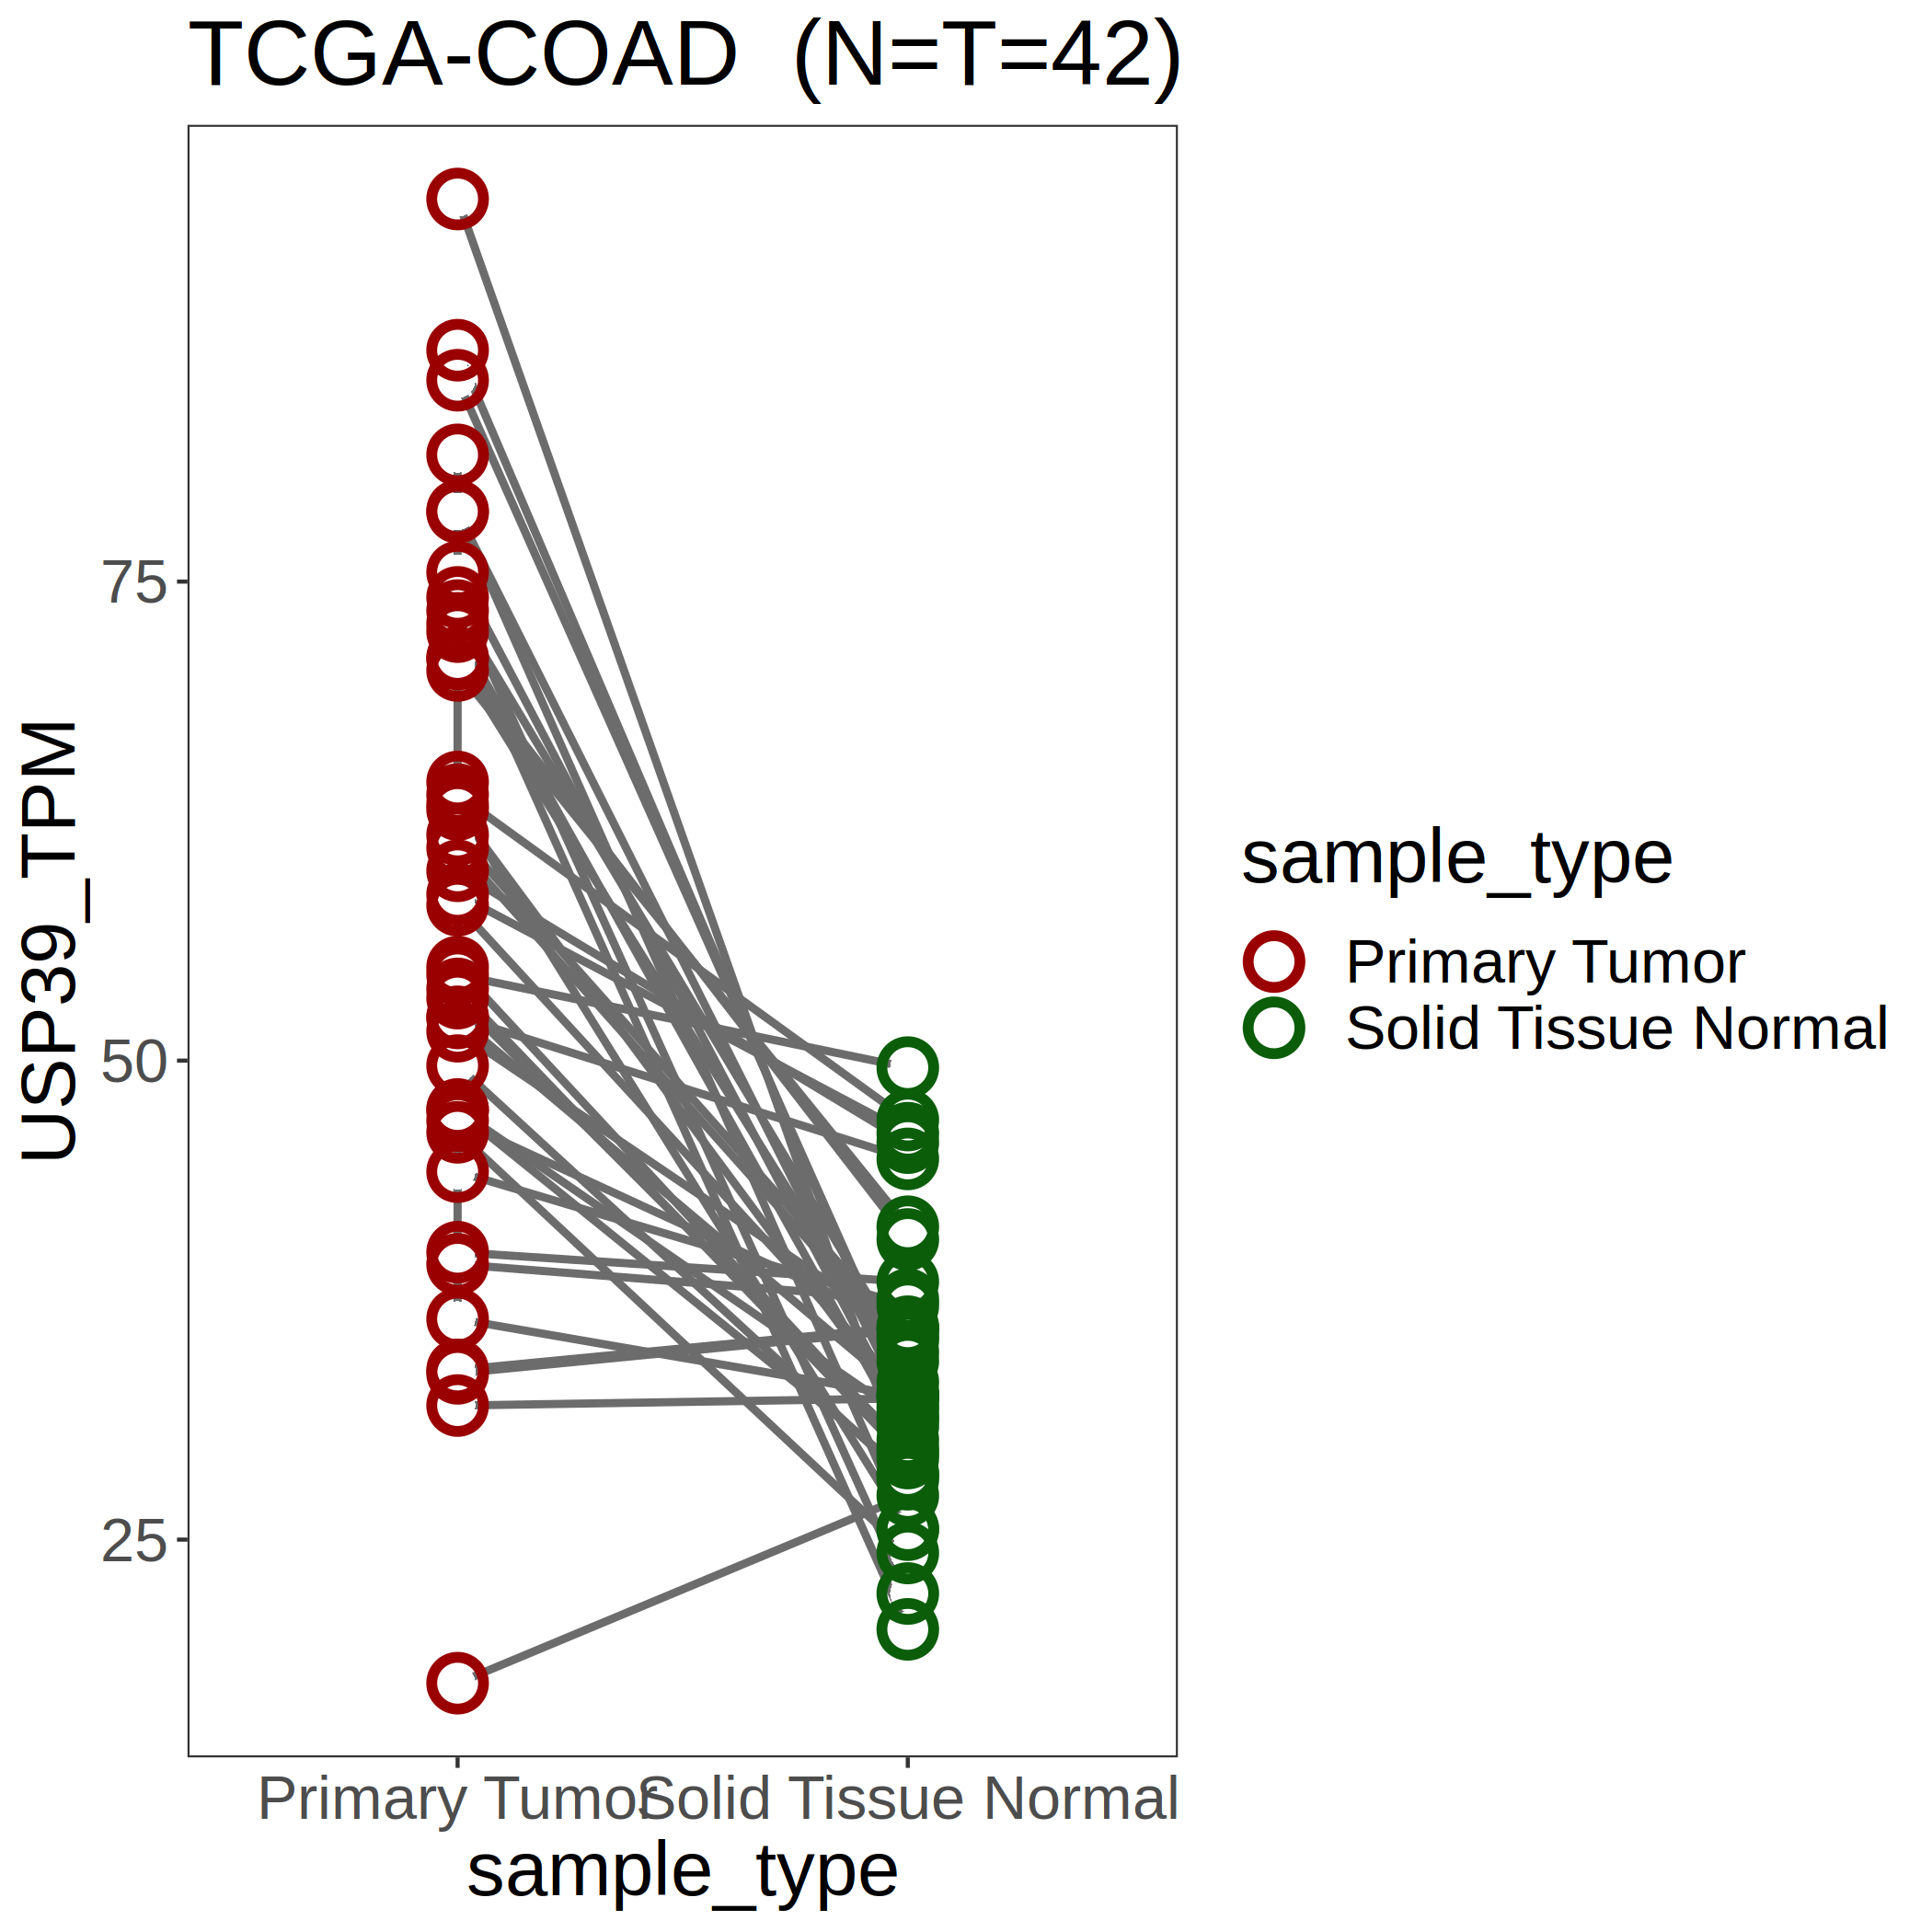 TCGA-COAD  (N=T=42)
USP39_TPM
75
50
25
Primary Tumor
Solid Tissue Normal
sample_type
sample_type
Primary Tumor
Solid Tissue Normal